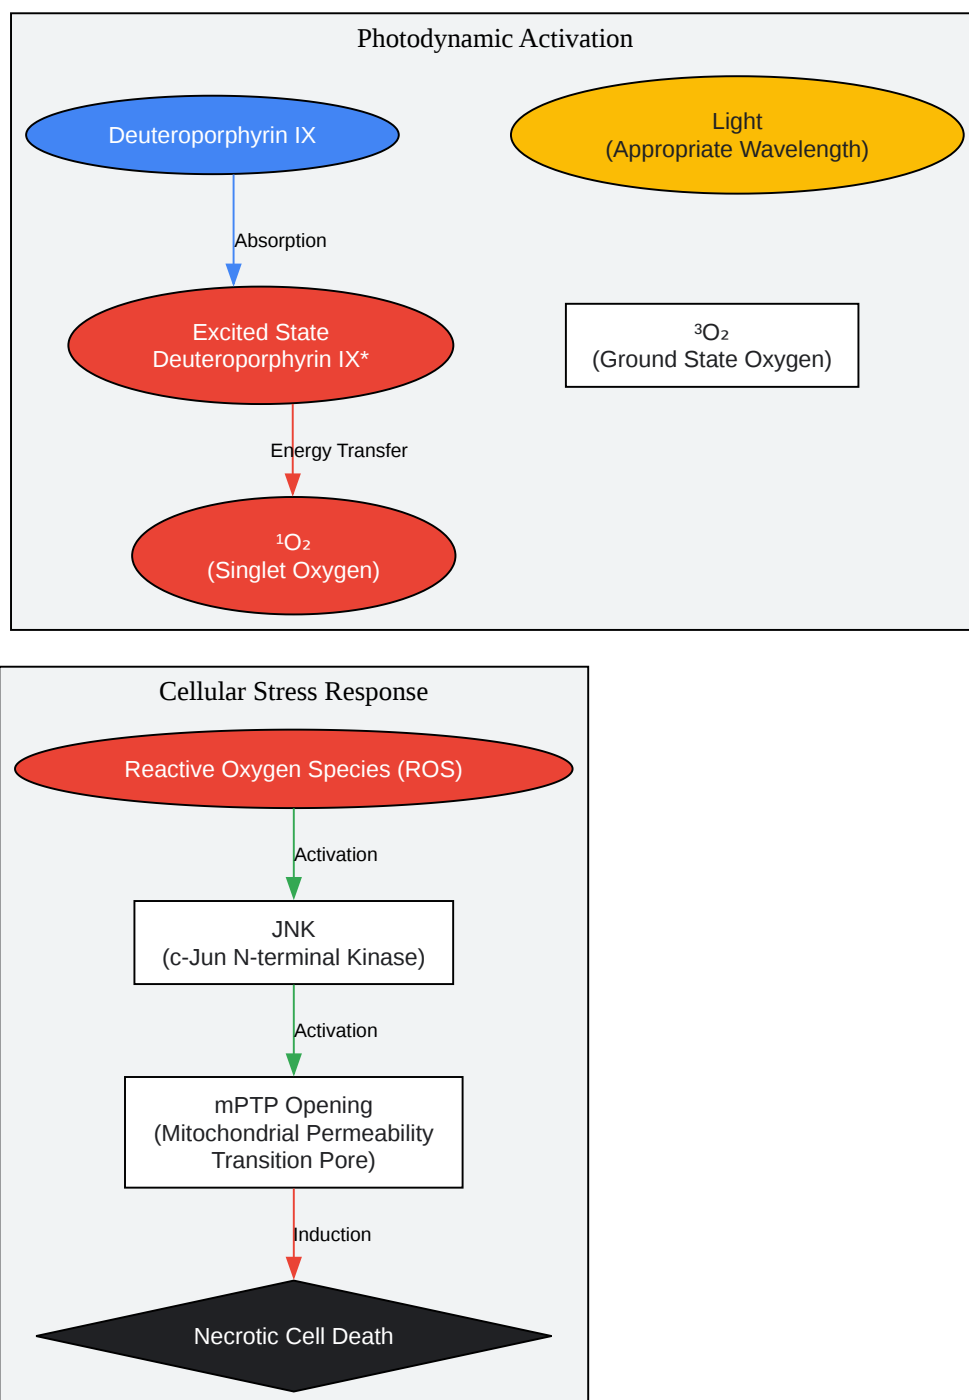 Photodynamic Activation
Deuteroporphyrin IX
Light
(Appropriate Wavelength)
Absorption
Excited State
Deuteroporphyrin IX*
³O₂
(Ground State Oxygen)
Energy Transfer
¹O₂
(Singlet Oxygen)
Cellular Stress Response
Reactive Oxygen Species (ROS)
Activation
JNK
(c-Jun N-terminal Kinase)
Activation
mPTP Opening
(Mitochondrial Permeability
Transition Pore)
Induction
Necrotic Cell Death